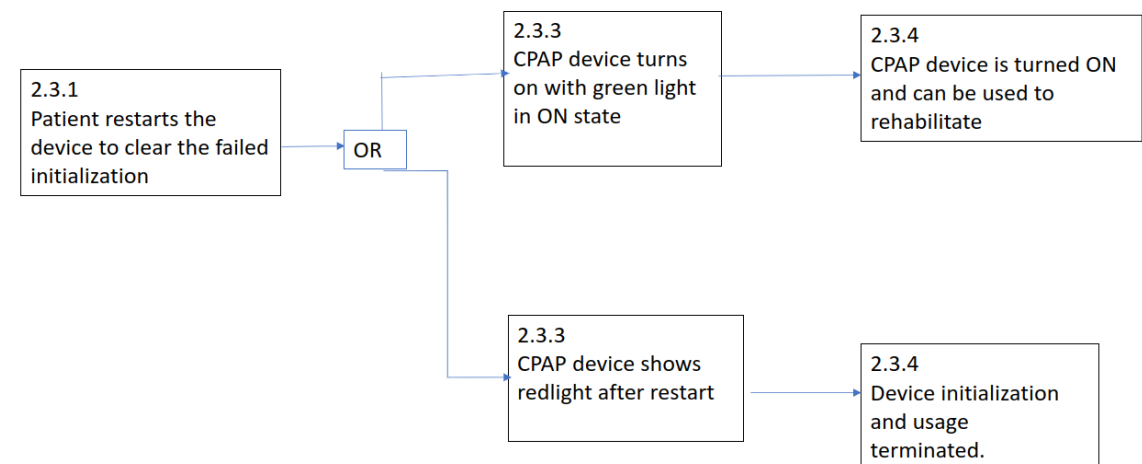 2.3.1
Patient restarts the
device to clear the failed
initialization
OR
2.3.3
CPAP device turns
on with green light
in ON state
2.3.4
CPAP device is turned ON
and can be used to
rehabilitate
2.3.3
CPAP device shows
redlight after restart
2.3.4
Device initialization
and usage
terminated.